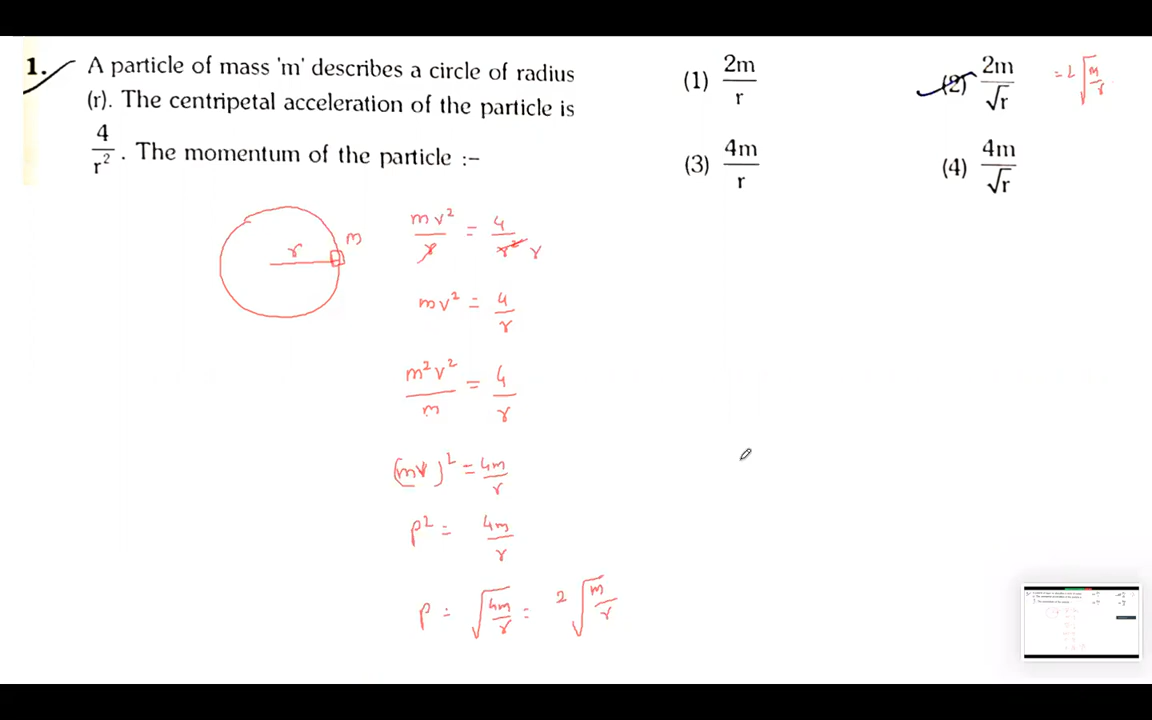 1. A particle of mass 'm' describes a circle of radius
(r). The centripetal acceleration of the particle is
4/r². The momentum of the particle :-
(1) 2m/r
(2) 2m/√r = 2√(m/r)
(3) 4m/r
(4) 4m/√r
r m
mv²/r = 4/r² r
mv² = 4/r
m²v²/m = 4/r
(mv)² = 4m/r
p² = 4m/r
p = √(4m/r) = 2√(m/r)